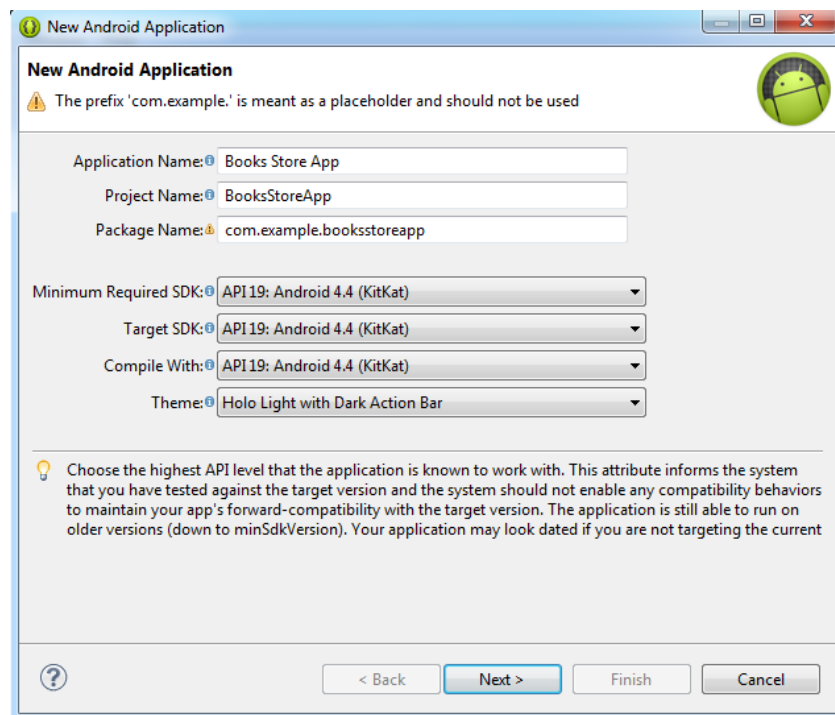 New Android Application
New Android Application
The prefix 'com.example.' is meant as a placeholder and should not be used
Application Name: Books Store App
Project Name: BooksStoreApp
Package Name: com.example.booksstoreapp
Minimum Required SDK: API 19: Android 4.4 (KitKat)
Target SDK: API 19: Android 4.4 (KitKat)
Compile With: API 19: Android 4.4 (KitKat)
Theme: Holo Light with Dark Action Bar
Choose the highest API level that the application is known to work with. This attribute informs the system
that you have tested against the target version and the system should not enable any compatibility behaviors
to maintain your app's forward-compatibility with the target version. The application is still able to run on
older versions (down to minSdkVersion). Your application may look dated if you are not targeting the current
? < Back Next > Finish Cancel